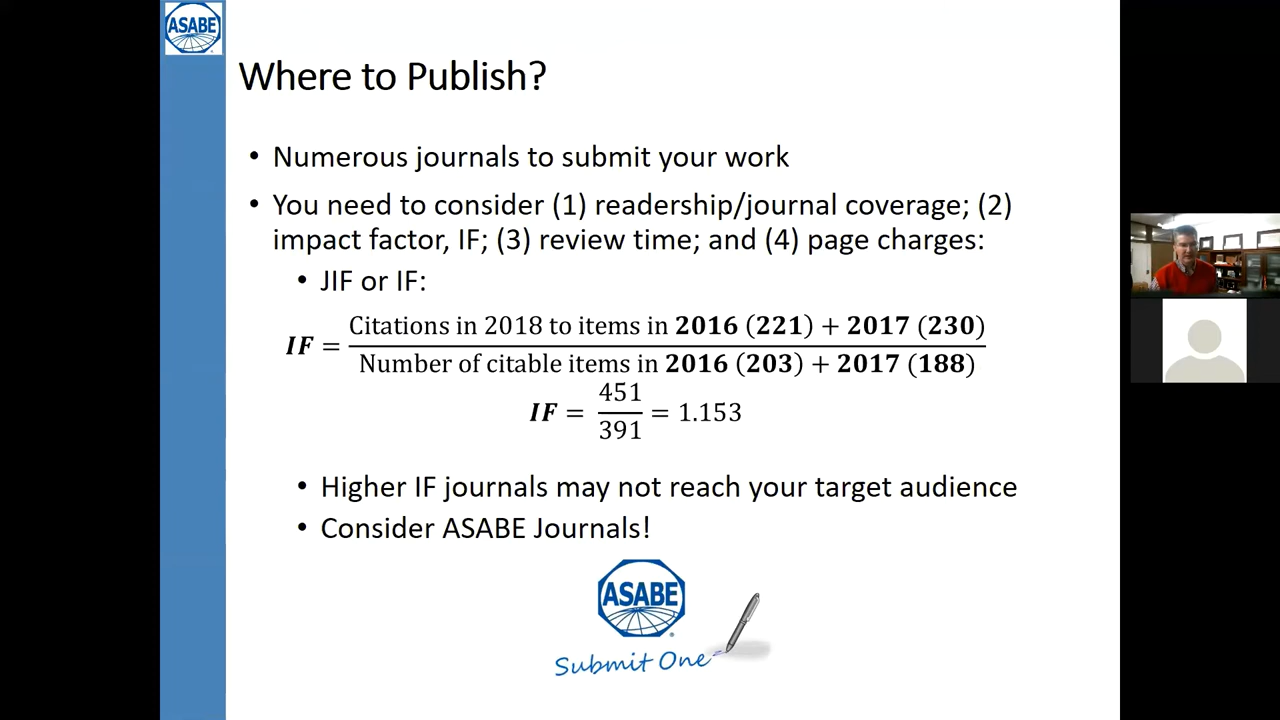 ASABE
Where to Publish?
• Numerous journals to submit your work
• You need to consider (1) readership/journal coverage; (2)
impact factor, IF; (3) review time; and (4) page charges:
• JIF or IF:
IF = Citations in 2018 to items in 2016 (221) + 2017 (230)
Number of citable items in 2016 (203) + 2017 (188)
IF = 451/391 = 1.153
• Higher IF journals may not reach your target audience
• Consider ASABE Journals!
ASABE
Submit One